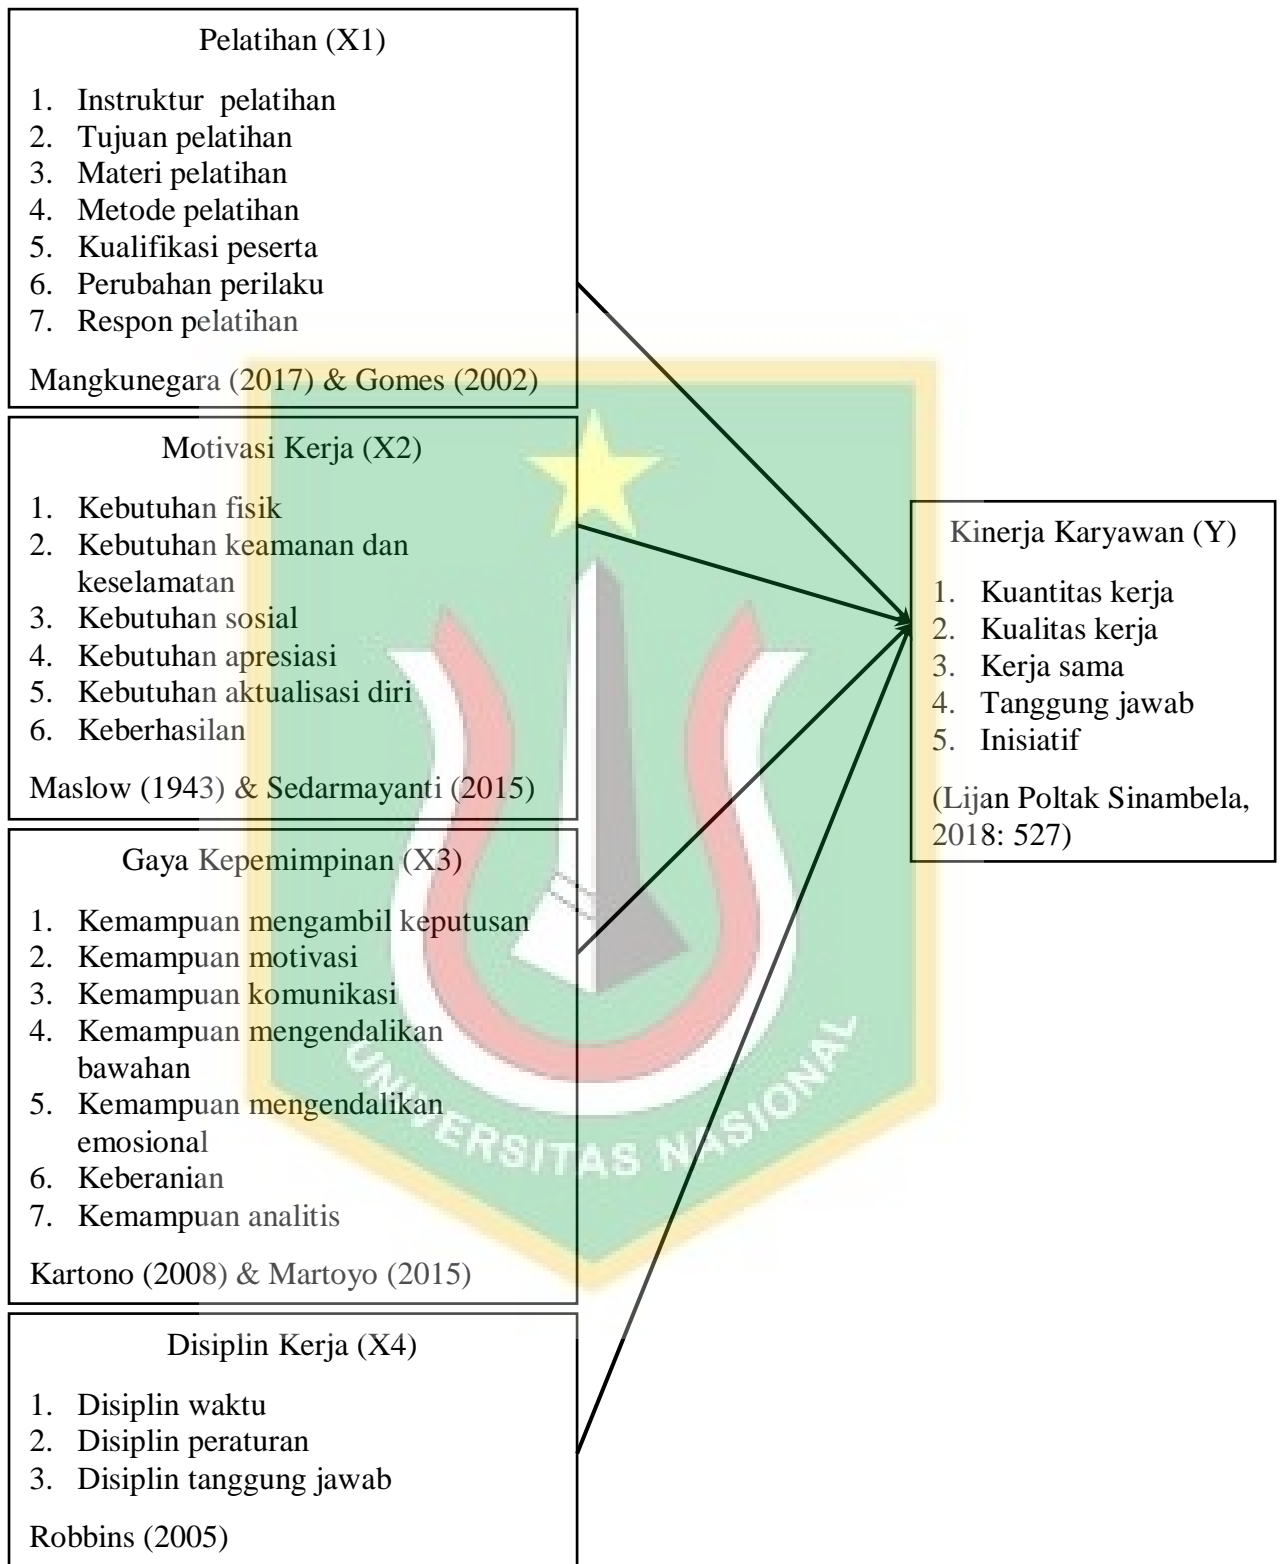 Pelatihan (X1)
1. Instruktur pelatihan
2. Tujuan pelatihan
3. Materi pelatihan
4. Metode pelatihan
5. Kualifikasi peserta
6. Perubahan perilaku
7. Respon pelatihan
Mangkunegara (2017) & Gomes (2002)
Motivasi Kerja (X2)
1. Kebutuhan fisik
2. Kebutuhan keamanan dan
keselamatan
3. Kebutuhan sosial
4. Kebutuhan apresiasi
5. Kebutuhan aktualisasi diri
6. Keberhasilan
Maslow (1943) & Sedarmayanti (2015)
Gaya Kepemimpinan (X3)
1. Kemampuan mengambil keputusan
2. Kemampuan motivasi
3. Kemampuan komunikasi
4. Kemampuan mengendalikan
bawahan
5. Kemampuan mengendalikan
emosional
6. Keberanian
7. Kemampuan analitis
Kartono (2008) & Martoyo (2015)
Disiplin Kerja (X4)
1. Disiplin waktu
2. Disiplin peraturan
3. Disiplin tanggung jawab
Robbins (2005)
Kinerja Karyawan (Y)
1. Kuantitas kerja
2. Kualitas kerja
3. Kerja sama
4. Tanggung jawab
5. Inisiatif
(Lijan Poltak Sinambela,
2018: 527)
UNIVERSITAS NASIONAL